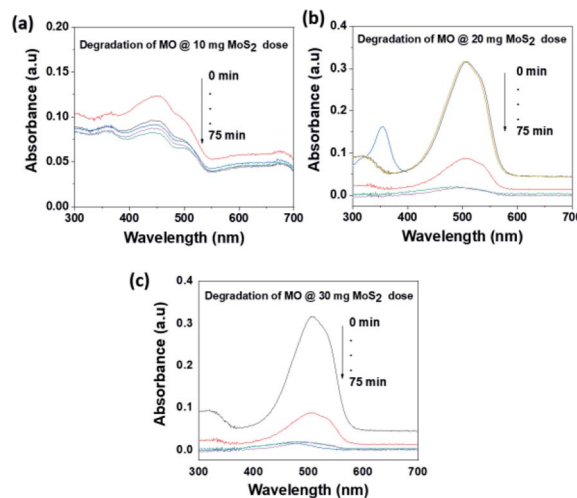 (a)
Degradation of MO @ 10 mg MoS2 dose
0 min
75 min
Absorbance (a.u)
0.20
0.15
0.10
0.05
0.00
300 400 500 600 700
Wavelength (nm)
(b)
Degradation of MO @ 20 mg MoS2 dose
0 min
75 min
Absorbance (a.u)
0.4
0.3
0.2
0.1
0.0
300 400 500 600 700
Wavelength (nm)
(c)
Degradation of MO @ 30 mg MoS2 dose
0 min
75 min
Absorbance (a.u)
0.4
0.3
0.2
0.1
0.0
300 400 500 600 700
Wavelength (nm)